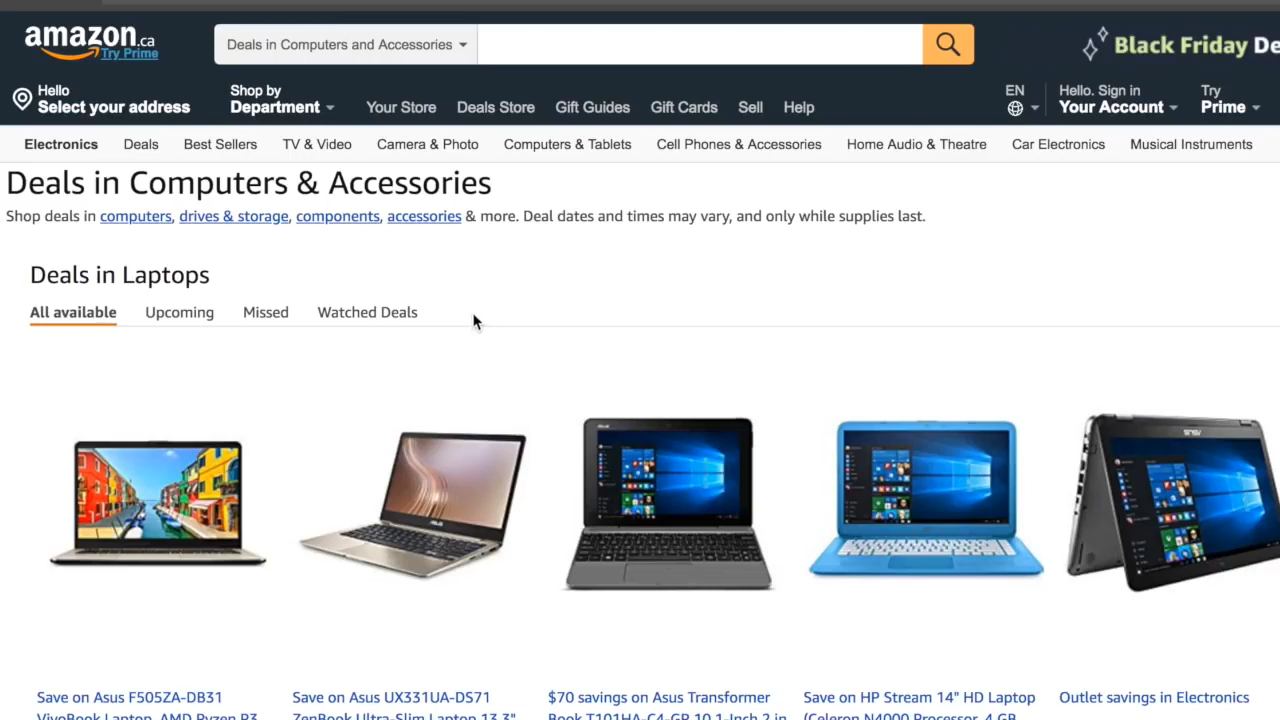 amazon.ca
Try Prime
Deals in Computers and Accessories
Black Friday De
Hello
Select your address
Shop by
Department
Your Store
Deals Store
Gift Guides
Gift Cards
Sell
Help
EN
Hello. Sign in
Your Account
Try
Prime
Electronics
Deals
Best Sellers
TV & Video
Camera & Photo
Computers & Tablets
Cell Phones & Accessories
Home Audio & Theatre
Car Electronics
Musical Instruments
Deals in Computers & Accessories
Shop deals in computers, drives & storage, components, accessories & more. Deal dates and times may vary, and only while supplies last.
Deals in Laptops
All available
Upcoming
Missed
Watched Deals
Save on Asus F505ZA-DB31
VivoBook Laptop, AMD Ryzen R3
Save on Asus UX331UA-DS71
ZenBook Ultra-Slim Laptop 13.3"
$70 savings on Asus Transformer
Book T101HA-C4-GR 10.1-Inch 2 in
Save on HP Stream 14" HD Laptop
(Celeron N4000 Processor, 4 GB
Outlet savings in Electronics